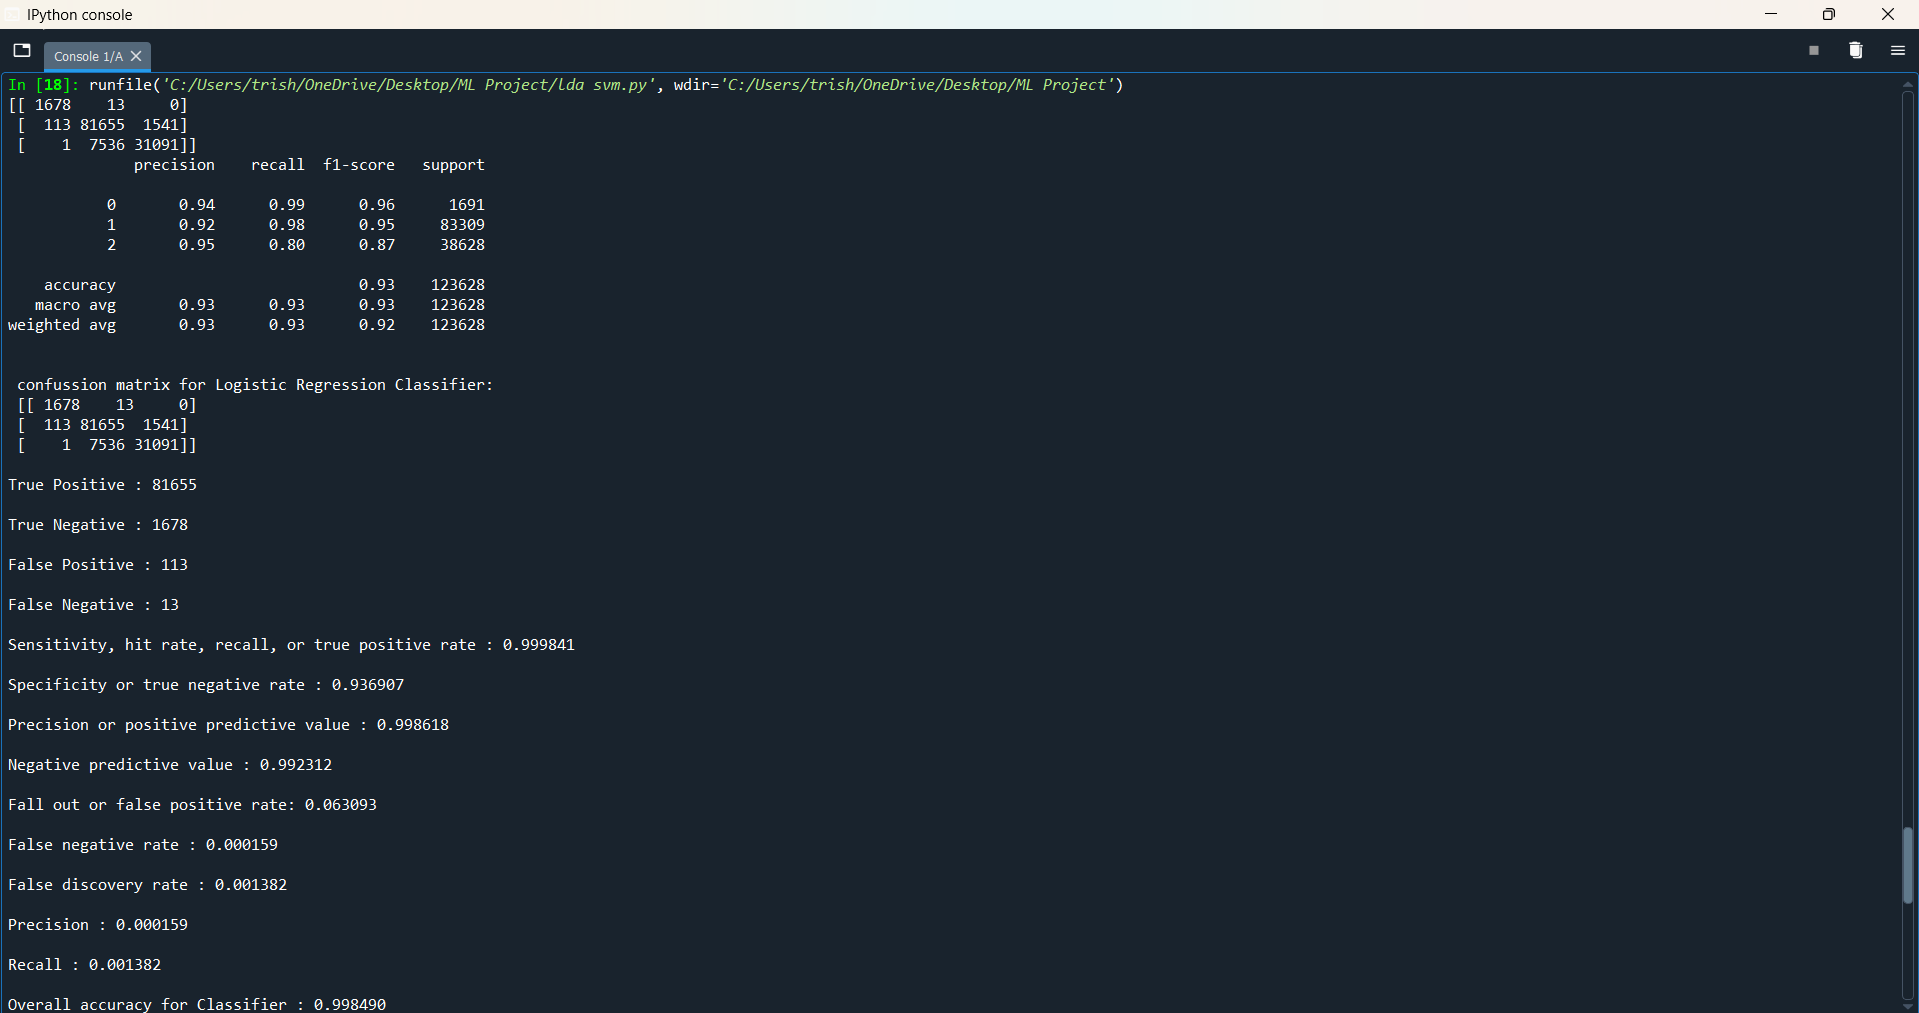 IPython console
Console 1/A
In [18]: runfile('C:/Users/trish/OneDrive/Desktop/ML Project/lda svm.py', wdir='C:/Users/trish/OneDrive/Desktop/ML Project')
[[ 1678    13     0]
 [  113 81655  1541]
 [    1  7536 31091]]
              precision    recall  f1-score   support
           0       0.94      0.99      0.96      1691
           1       0.92      0.98      0.95     83309
           2       0.95      0.80      0.87     38628
    accuracy                           0.93    123628
   macro avg       0.93      0.93      0.93    123628
weighted avg       0.93      0.93      0.92    123628
 confussion matrix for Logistic Regression Classifier:
 [[ 1678    13     0]
 [  113 81655  1541]
 [    1  7536 31091]]
True Positive : 81655
True Negative : 1678
False Positive : 113
False Negative : 13
Sensitivity, hit rate, recall, or true positive rate : 0.999841
Specificity or true negative rate : 0.936907
Precision or positive predictive value : 0.998618
Negative predictive value : 0.992312
Fall out or false positive rate: 0.063093
False negative rate : 0.000159
False discovery rate : 0.001382
Precision : 0.000159
Recall : 0.001382
Overall accuracy for Classifier : 0.998490